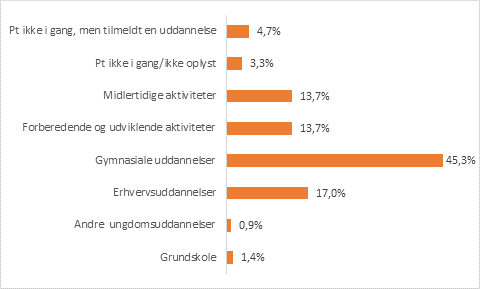 Pt ikke i gang, men tilmeldt en uddannelse 4,7%
Pt ikke i gang/ikke oplyst 3,3%
Midlertidige aktiviteter 13,7%
Forberedende og udviklende aktiviteter 13,7%
Gymnasiale uddannelser 45,3%
Erhvervsuddannelser 17,0%
Andre ungdomsuddannelser 0,9%
Grundskole 1,4%